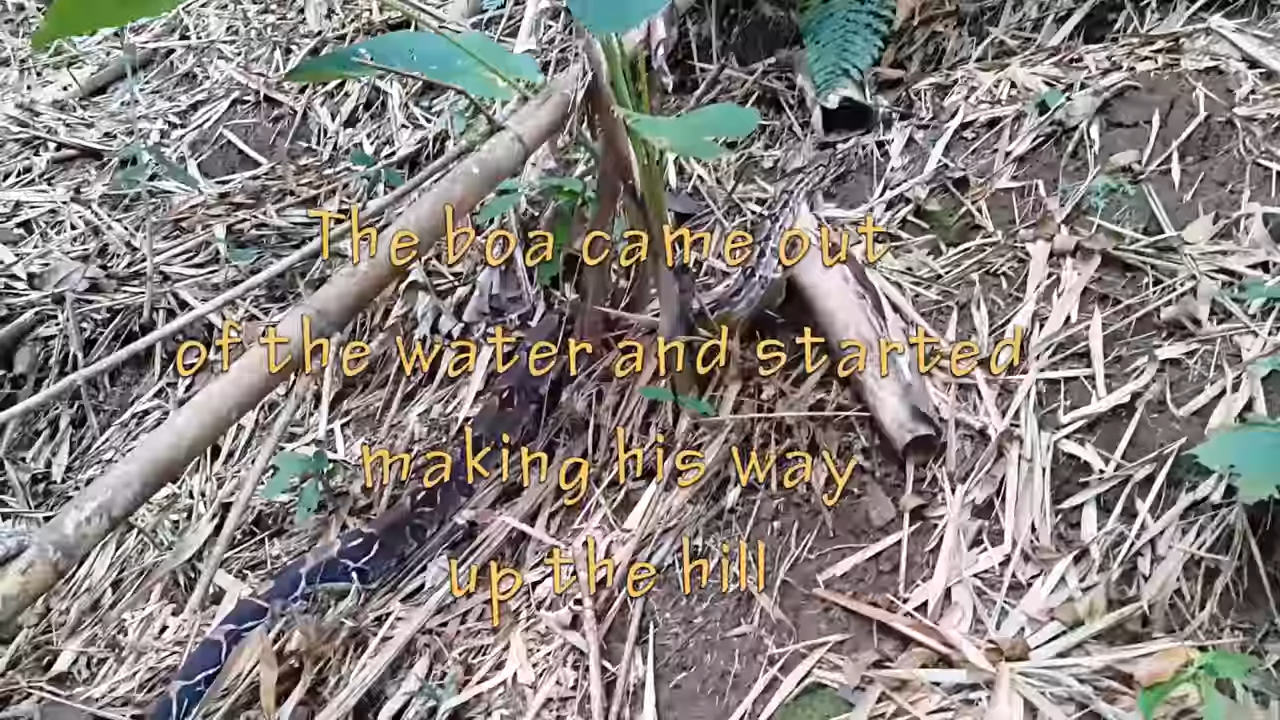 The boa came out
of the water and started
making his way
up the hill